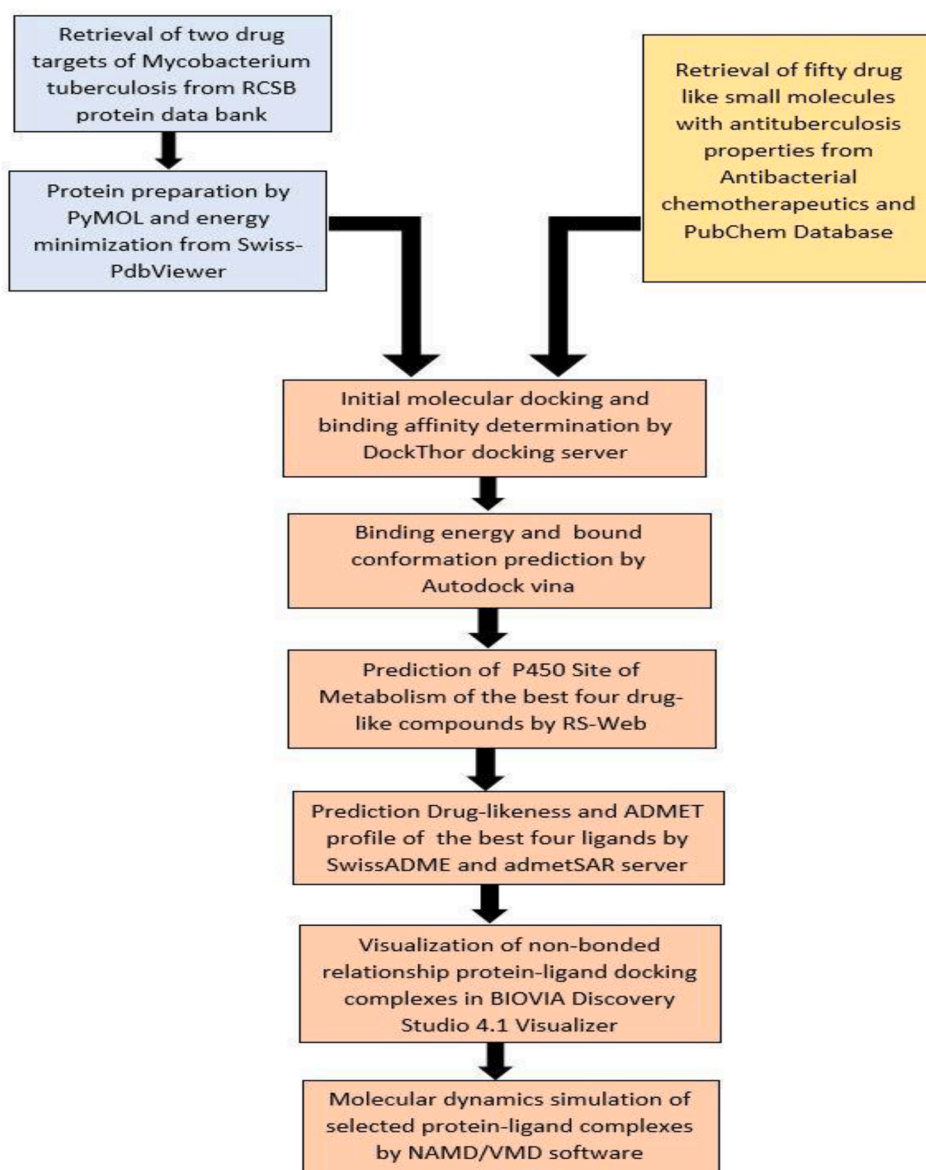 Retrieval of two drug
targets of Mycobacterium
tuberculosis from RCSB
protein data bank
Protein preparation by
PyMOL and energy
minimization from Swiss-
PdbViewer
Retrieval of fifty drug
like small molecules
with antituberculosis
properties from
Antibacterial
chemotherapeutics and
PubChem Database
Initial molecular docking and
binding affinity determination by
DockThor docking server
Binding energy and bound
conformation prediction by
Autodock vina
Prediction of P450 Site of
Metabolism of the best four drug-
like compounds by RS-Web
Prediction Drug-likeness and ADMET
profile of the best four ligands by
SwissADME and admetSAR server
Visualization of non-bonded
relationship protein-ligand docking
complexes in BIOVIA Discovery
Studio 4.1 Visualizer
Molecular dynamics simulation of
selected protein-ligand complexes
by NAMD/VMD software